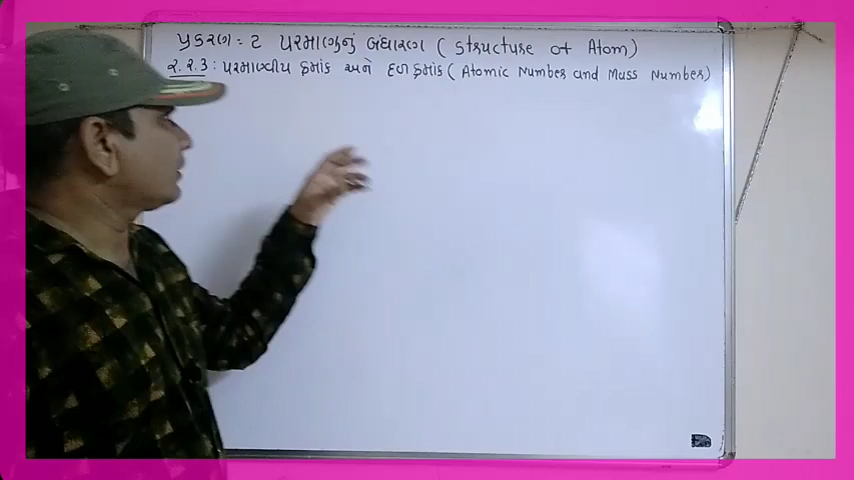 પ્રકરણ = 2 પરમાણુનું બંધારણ ( Structure of Atom)
૨.૨.૩ : પરમાણ્વીય ક્રમાંક અને દળ ક્રમાંક ( Atomic Number and Mass Number)